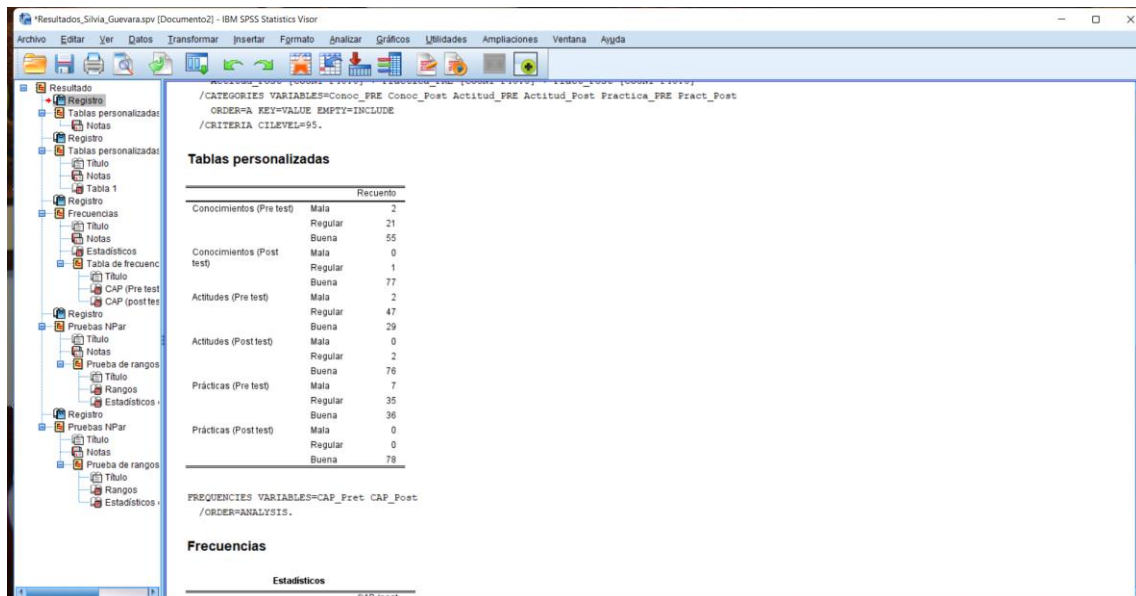 *Resultados_Silvia_Guevara.spv [Documento2] - IBM SPSS Statistics Visor
Archivo Editar Ver Datos Transformar Insertar Formato Analizar Gráficos Utilidades Ampliaciones Ventana Ayuda
Resultado
Registro
Tablas personalizadas
Notas
Registro
Tablas personalizadas
Título
Notas
Tabla 1
Registro
Frecuencias
Título
Notas
Estadísticos
Tabla de frecuenc
Título
CAP (Pre test
CAP (post tes
Registro
Pruebas NPar
Título
Notas
Prueba de rangos
Título
Rangos
Estadísticos
Registro
Pruebas NPar
Título
Notas
Prueba de rangos
Título
Rangos
Estadísticos
/CATEGORIES VARIABLES=Conoc_PRE Conoc_Post Actitud_PRE Actitud_Post Practica_PRE Pract_Post
ORDER=A KEY=VALUE EMPTY=INCLUDE
/CRITERIA CILEVEL=95.
Tablas personalizadas
Recuento
Conocimientos (Pre test) Mala 2
Regular 21
Buena 55
Conocimientos (Post Mala 0
test) Regular 1
Buena 77
Actitudes (Pre test) Mala 2
Regular 47
Buena 29
Actitudes (Post test) Mala 0
Regular 2
Buena 76
Prácticas (Pre test) Mala 7
Regular 35
Buena 36
Prácticas (Post test) Mala 0
Regular 0
Buena 78
FREQUENCIES VARIABLES=CAP_Pret CAP_Post
/ORDER=ANALYSIS.
Frecuencias
Estadísticos